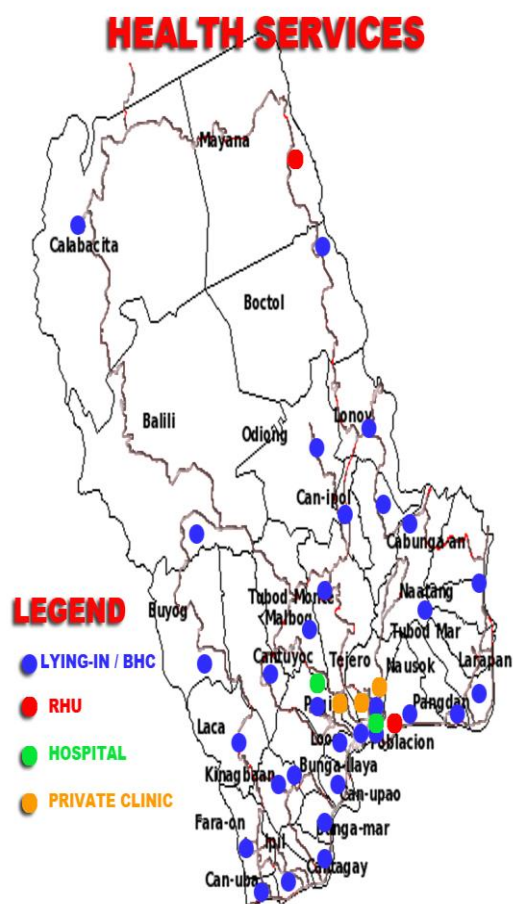 HEALTH SERVICES
Mayana
Calabacita
Boctol
Balili
Odiong
Lonoy
Can-ipol
Cabunga-an
Tubod Monte
Naatang
Buyog
Malbog
Tubod Mar
LEGEND
Cantuyoc
Tejero
Nausok
Larapan
LYING-IN / BHC
Pangdan
RHU
Laca
Loo
Poblacion
HOSPITAL
Kinagbaan
Bunga-Ilaya
Can-upao
PRIVATE CLINIC
Fara-on
Bunga-mar
Ipil
Cantagay
Can-uba